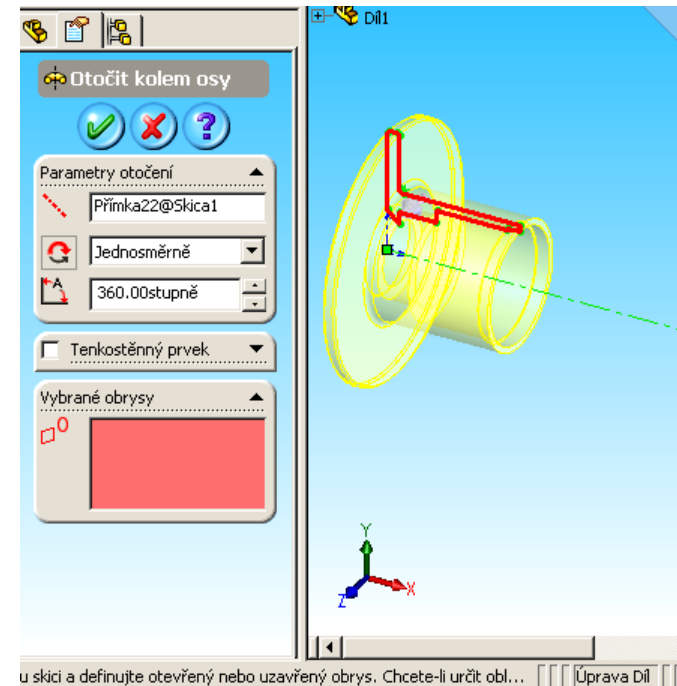 Díl1
Otočit kolem osy
Parametry otočení
Přímka22@Skica1
Jednosměrně
A
360.00stupně
Tenkostěnný prvek
Vybrané obrysy
Y
X
Z
u skici a definujte otevřený nebo uzavřený obrys. Chcete-li určit obl...
Úprava Díl